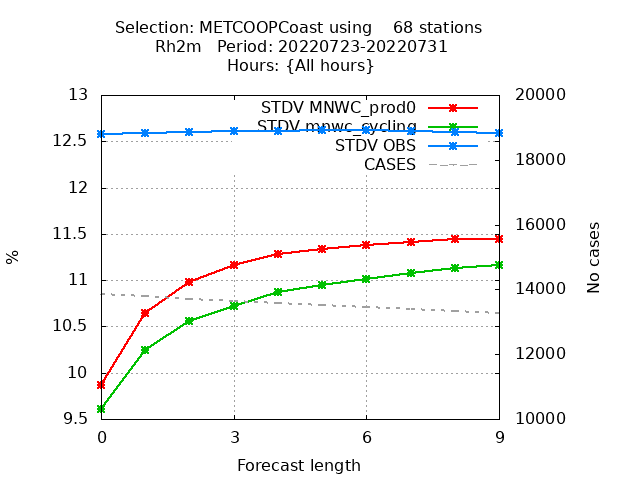 Selection: METCOOPCoast using    68 stations
Rh2m   Period: 20220723-20220731
Hours: {All hours}
STDV MNWC_prod0
STDV mnwc_cycling
STDV OBS
CASES
13
12.5
12
11.5
11
10.5
10
9.5
%
20000
18000
16000
14000
12000
10000
No cases
0
3
6
9
Forecast length